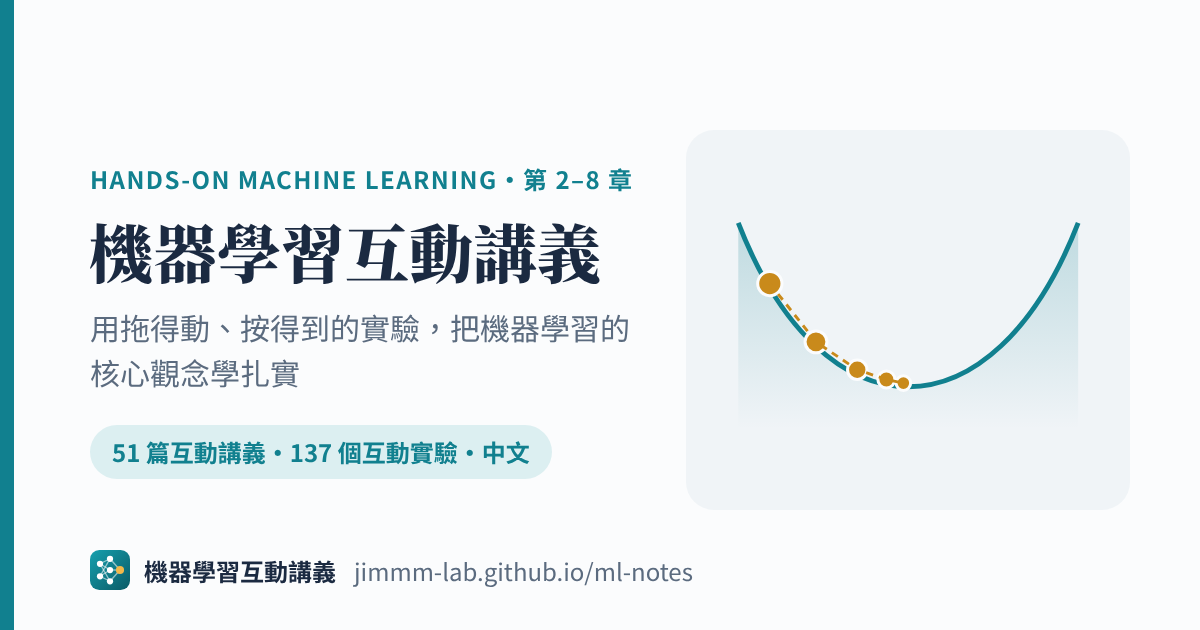 HANDS-ON MACHINE LEARNING・第 2–8 章
機器學習互動講義
用拖得動、按得到的實驗，把機器學習的
核心觀念學扎實
51 篇互動講義・137 個互動實驗・中文
機器學習互動講義 jimmm-lab.github.io/ml-notes